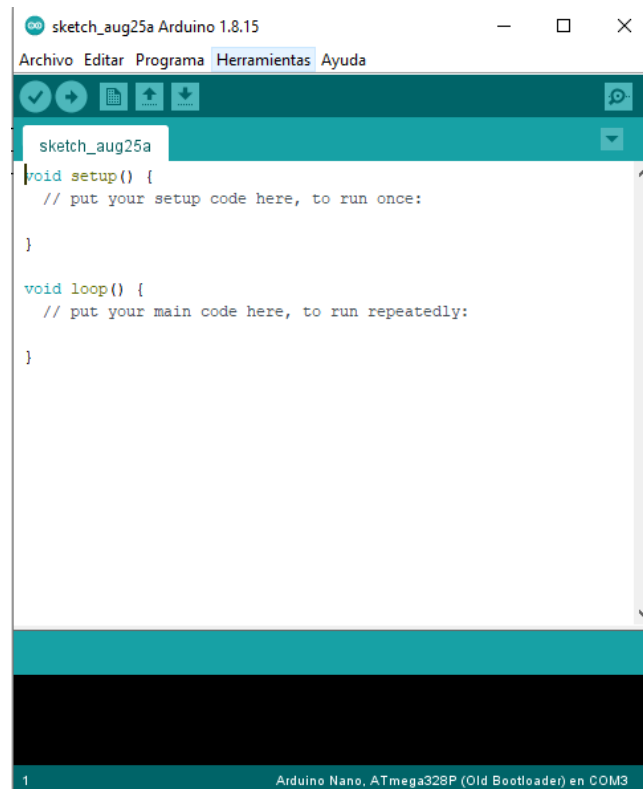 sketch_aug25a Arduino 1.8.15
Archivo Editar Programa Herramientas Ayuda
sketch_aug25a
void setup() {
  // put your setup code here, to run once:
}
void loop() {
  // put your main code here, to run repeatedly:
}
1 Arduino Nano, ATmega328P (Old Bootloader) en COM3